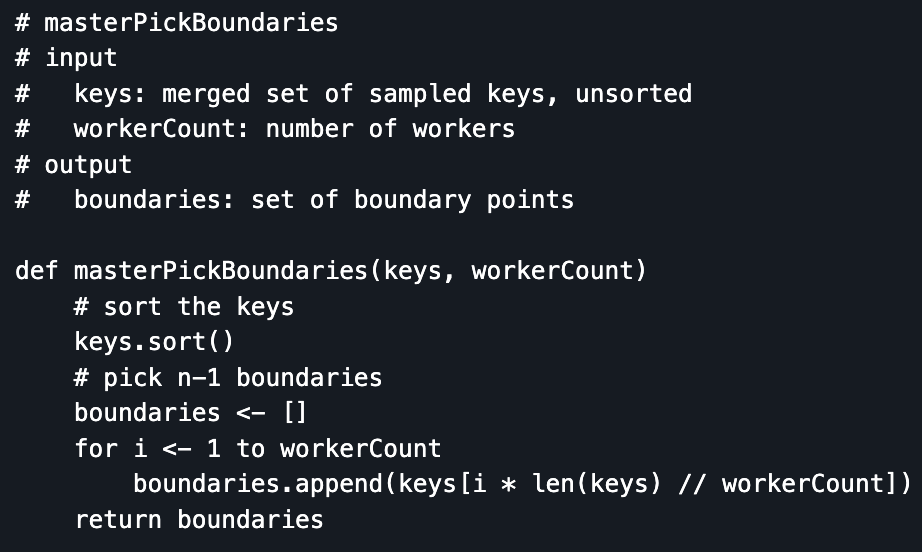 # masterPickBoundaries
# input
#   keys: merged set of sampled keys, unsorted
#   workerCount: number of workers
# output
#   boundaries: set of boundary points

def masterPickBoundaries(keys, workerCount)
    # sort the keys
    keys.sort()
    # pick n-1 boundaries
    boundaries <- []
    for i <- 1 to workerCount
        boundaries.append(keys[i * len(keys) // workerCount])
    return boundaries